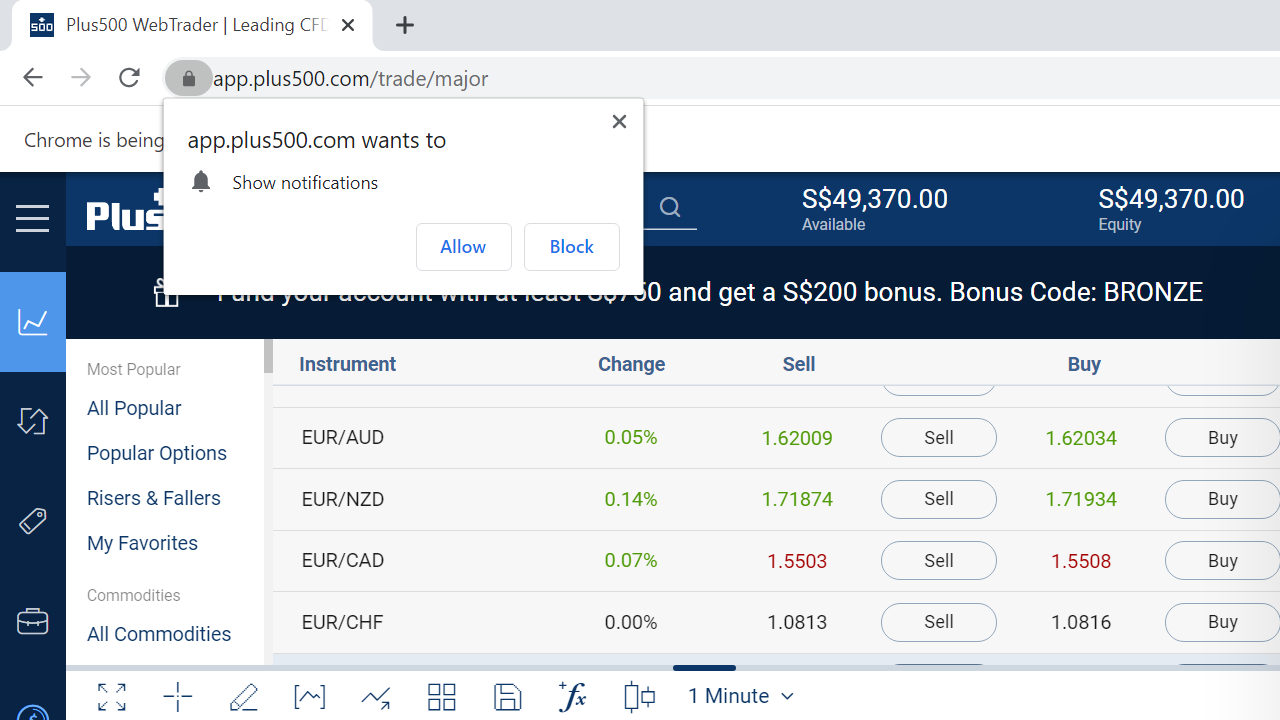 500
Plus500 WebTrader | Leading CFD
app.plus500.com/trade/major
Chrome is being
app.plus500.com wants to
Show notifications
Allow
Block
Plus
S$49,370.00
Available
S$49,370.00
Equity
Fund your account with at least S$750 and get a S$200 bonus. Bonus Code: BRONZE
Most Popular
All Popular
Popular Options
Risers & Fallers
My Favorites
Commodities
All Commodities
Instrument Change Sell Buy
EUR/AUD 0.05% 1.62009 Sell 1.62034 Buy
EUR/NZD 0.14% 1.71874 Sell 1.71934 Buy
EUR/CAD 0.07% 1.5503 Sell 1.5508 Buy
EUR/CHF 0.00% 1.0813 Sell 1.0816 Buy
1 Minute